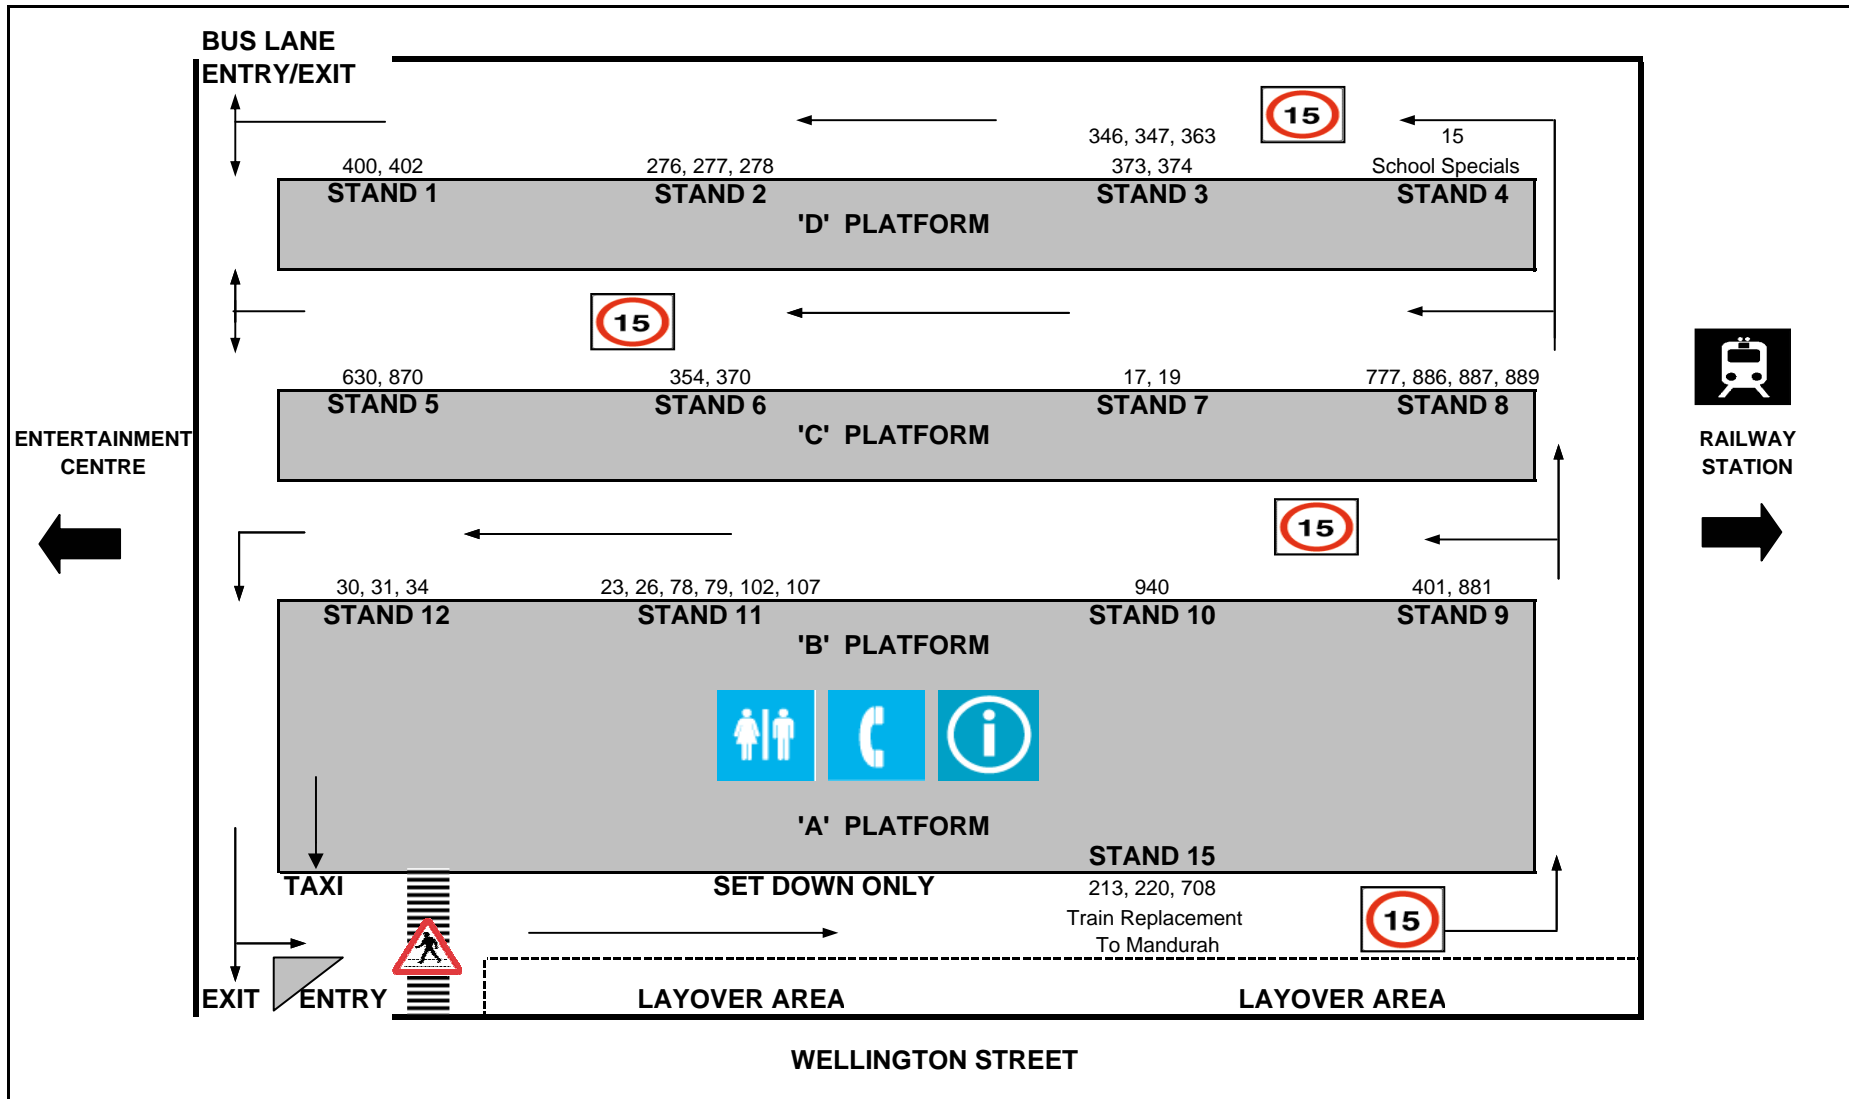 BUS LANE
ENTRY/EXIT
15
346, 347, 363
15
400, 402
276, 277, 278
373, 374
School Specials
STAND 1
STAND 2
STAND 3
STAND 4
'D' PLATFORM
15
630, 870
354, 370
17, 19
777, 886, 887, 889
STAND 5
STAND 6
STAND 7
STAND 8
'C' PLATFORM
ENTERTAINMENT
CENTRE
RAILWAY
STATION
15
30, 31, 34
23, 26, 78, 79, 102, 107
940
401, 881
STAND 12
STAND 11
STAND 10
STAND 9
'B' PLATFORM
i
'A' PLATFORM
STAND 15
TAXI
SET DOWN ONLY
213, 220, 708
Train Replacement
To Mandurah
15
EXIT
ENTRY
LAYOVER AREA
LAYOVER AREA
WELLINGTON STREET